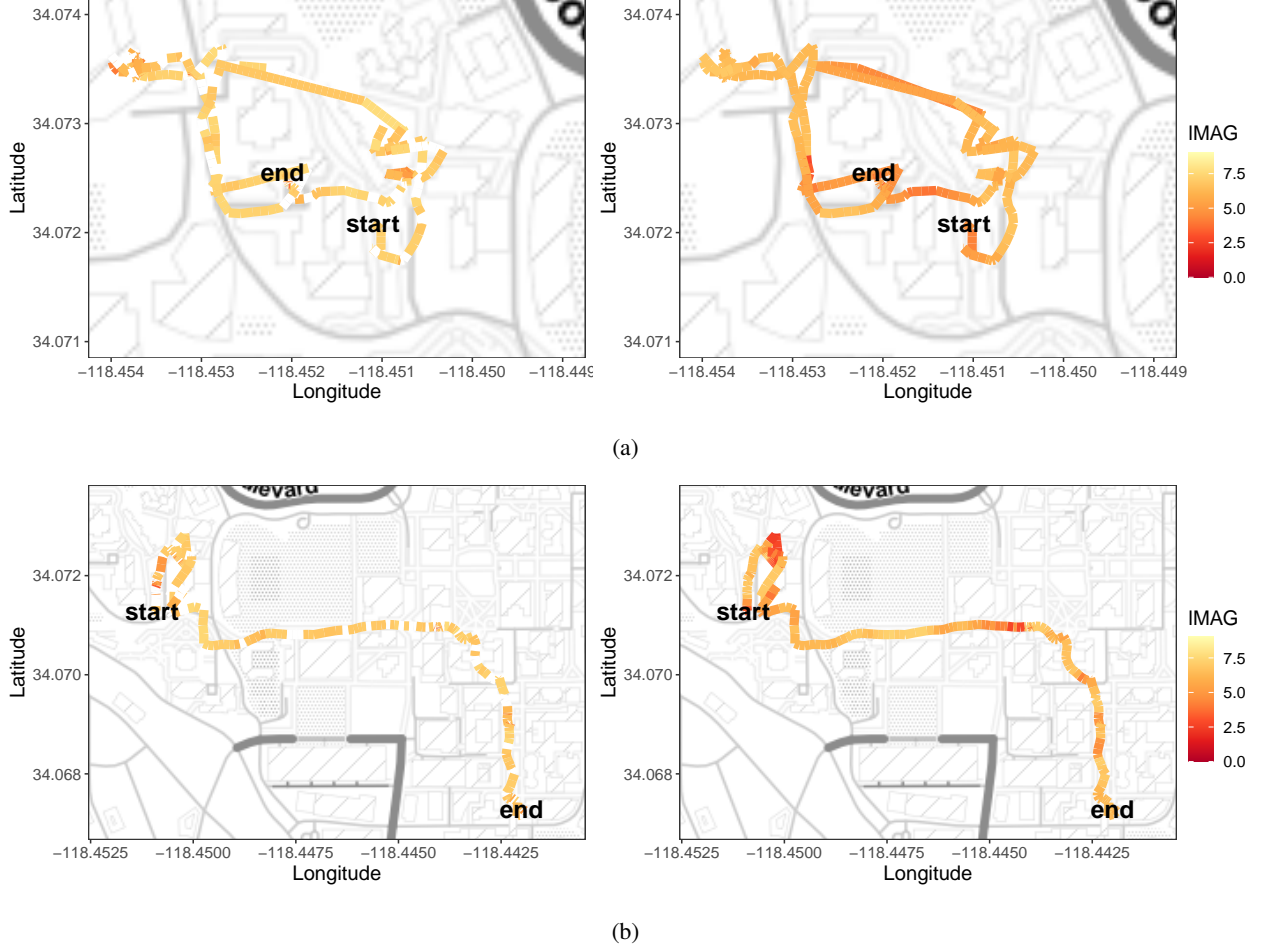 34.074
34.073
34.072
34.071
Latitude
end
start
−118.454 −118.453 −118.452 −118.451 −118.450
Longitude
34.074
34.073
34.072
34.071
Latitude
end
start
−118.454 −118.453 −118.452 −118.451 −118.450 −118.449
Longitude
IMAG
7.5
5.0
2.5
0.0
(a)
34.072
34.070
34.068
Latitude
start
end
−118.4525 −118.4500 −118.4475 −118.4450 −118.4425
Longitude
34.072
34.070
34.068
Latitude
start
end
−118.4525 −118.4500 −118.4475 −118.4450 −118.4425
Longitude
IMAG
7.5
5.0
2.5
0.0
(b)